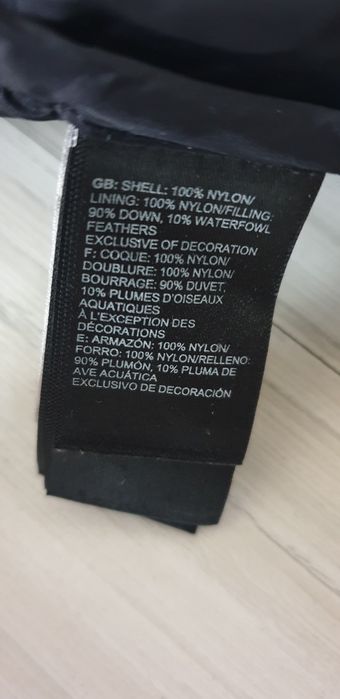 GB: SHELL: 100% NYLON/
LINING: 100% NYLON/FILLING:
90% DOWN, 10% WATERFOWL
FEATHERS
EXCLUSIVE OF DECORATION
F: COQUE: 100% NYLON/
DOUBLURE: 100% NYLON/
BOURRAGE: 90% DUVET,
10% PLUMES D'OISEAUX
AQUATIQUES
À L'EXCEPTION DES
DÉCORATIONS
E: ARMAZÓN: 100% NYLON/
FORRO: 100% NYLON/RELLENO:
90% PLUMÓN, 10% PLUMA DE
AVE ACUÁTICA
EXCLUSIVO DE DECORACIÓN